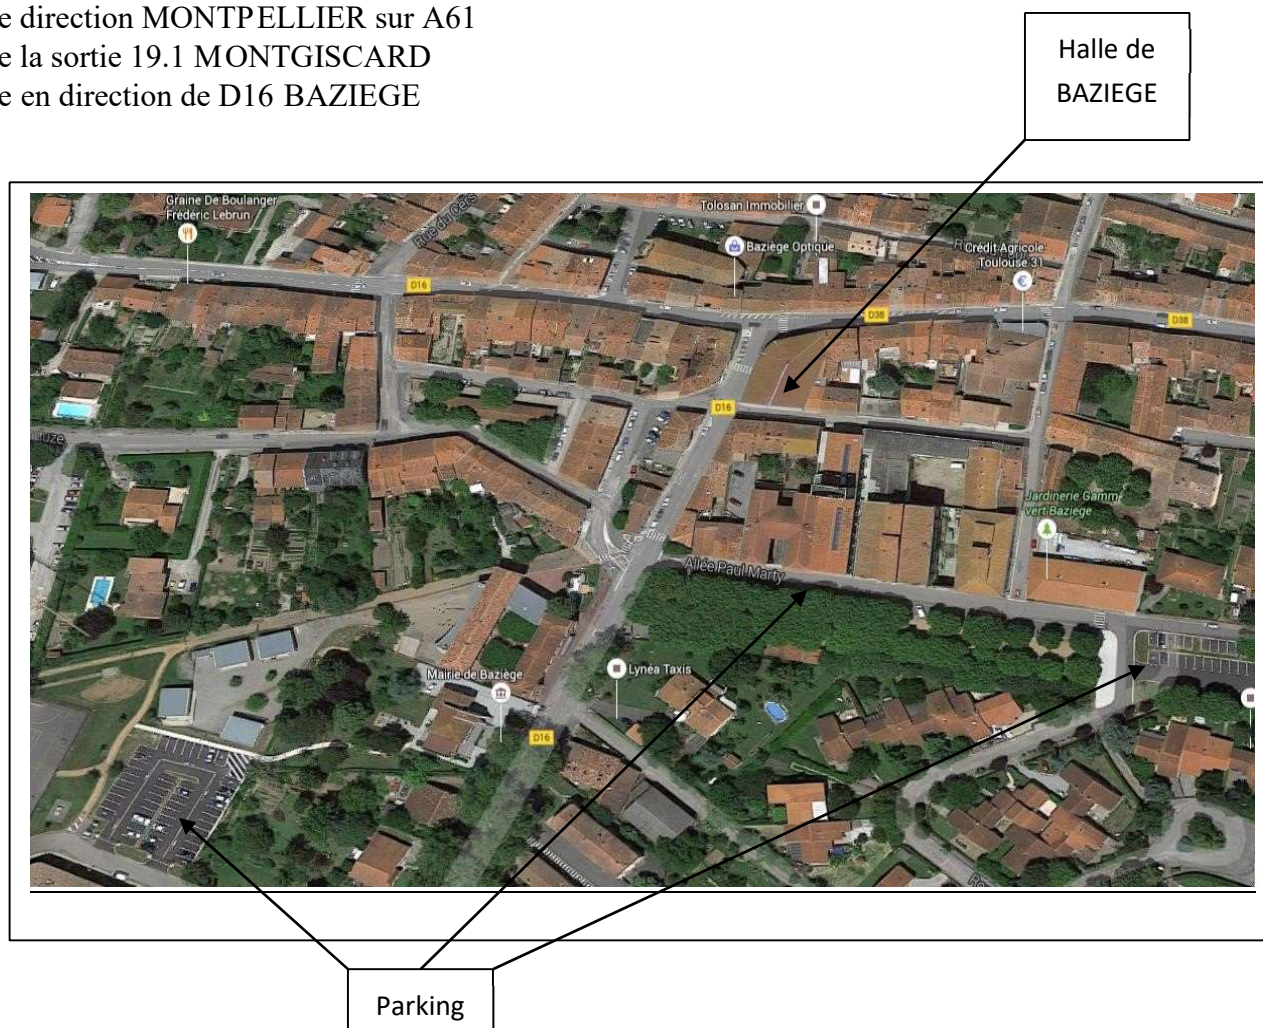 e direction MONTPELLIER sur A61
e la sortie 19.1 MONTGISCARD
e en direction de D16 BAZIEGE
Halle de
BAZIEGE
Graine De Boulanger
Frédéric Lebrun
Rue du Cers
Tolosan Immobilier
Baziège Optique
Crédit Agricole
Toulouse 31
D16
D38
D38
D16
Jardinerie Gamm
vert Baziege
Allée Paul Marty
Mairie de Baziège
Lynéa Taxis
D16
Parking